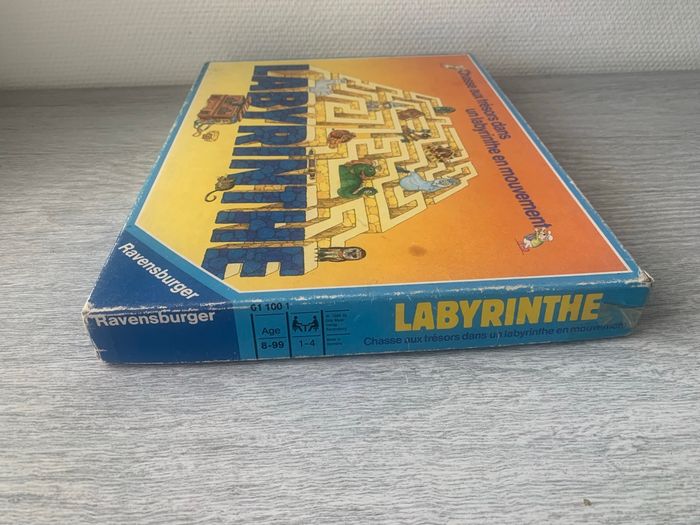 LABYRINTHE
Chasse aux trésors dans
un labyrinthe en mouvement
Ravensburger
Ravensburger
61 100 1
Age
8-99
1-4
LABYRINTHE
Chasse aux trésors dans un labyrinthe en mouvement